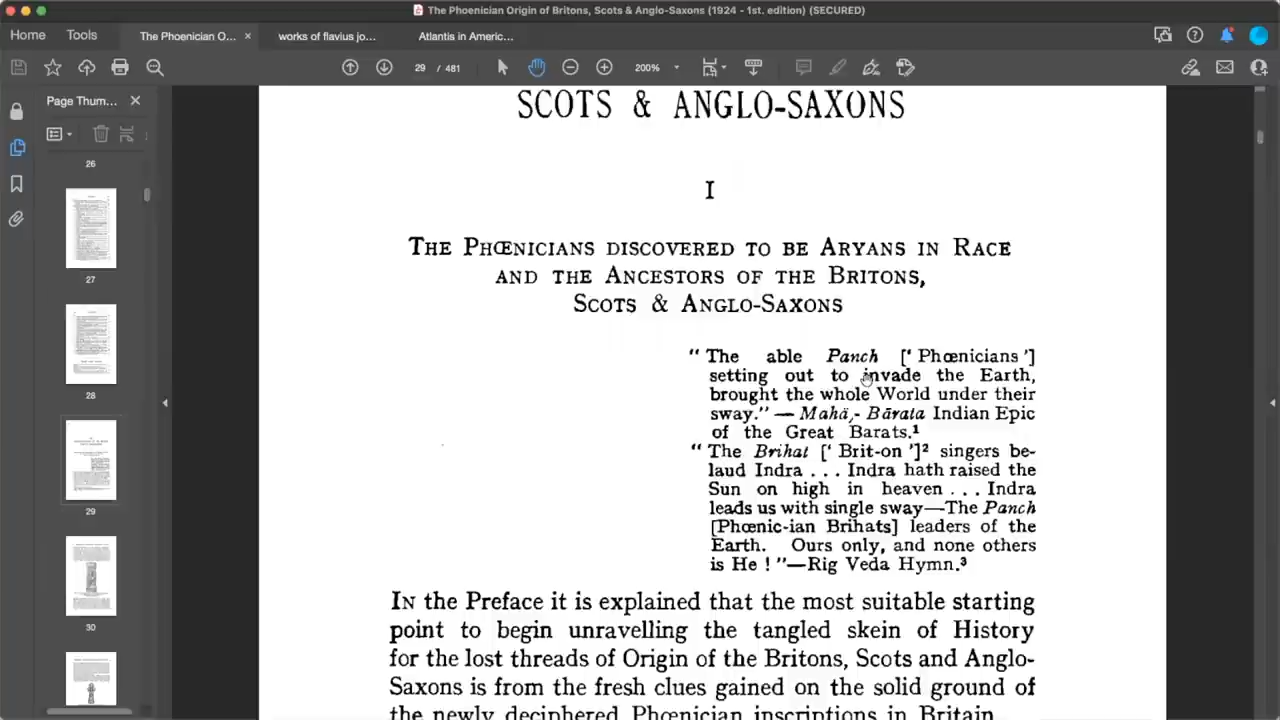 The Phoenician Origin of Britons, Scots & Anglo-Saxons (1924 - 1st. edition) (SECURED)
Home Tools The Phoenician O... × works of flavius jo... Atlantis in Americ...
29 / 481 200%
Page Thum... ×
26
27
28
29
30
SCOTS & ANGLO-SAXONS
I
THE PHŒNICIANS DISCOVERED TO BE ARYANS IN RACE
AND THE ANCESTORS OF THE BRITONS,
SCOTS & ANGLO-SAXONS
" The able Panch [' Phœnicians ']
setting out to invade the Earth,
brought the whole World under their
sway." — Mahā,- Bārata Indian Epic
of the Great Barats.¹
" The Brihat [' Brit-on ']² singers be-
laud Indra . . . Indra hath raised the
Sun on high in heaven . . . Indra
leads us with single sway—The Panch
[Phœnic-ian Brihats] leaders of the
Earth. Ours only, and none others
is He ! "—Rig Veda Hymn.³
IN the Preface it is explained that the most suitable starting
point to begin unravelling the tangled skein of History
for the lost threads of Origin of the Britons, Scots and Anglo-
Saxons is from the fresh clues gained on the solid ground of
the newly deciphered Phœnician inscriptions in Britain